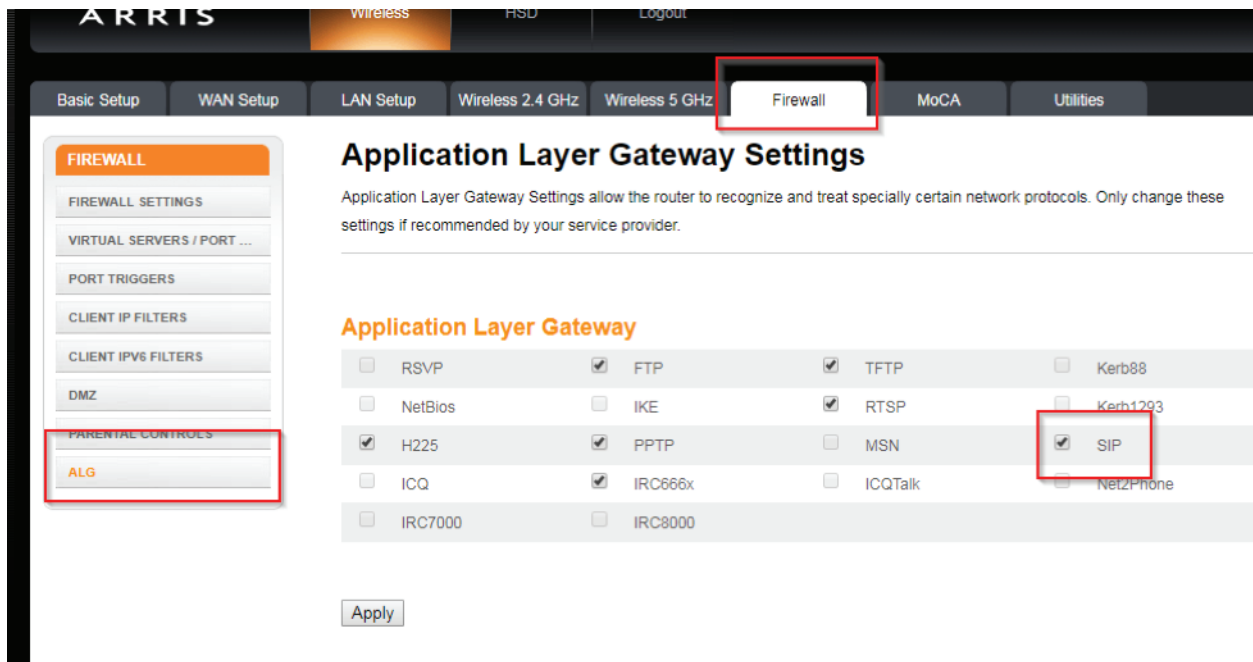 ARRIS
Wireless HSD Logout
Basic Setup WAN Setup LAN Setup Wireless 2.4 GHz Wireless 5 GHz Firewall MoCA Utilities
FIREWALL
FIREWALL SETTINGS
VIRTUAL SERVERS / PORT ...
PORT TRIGGERS
CLIENT IP FILTERS
CLIENT IPV6 FILTERS
DMZ
PARENTAL CONTROLS
ALG
Application Layer Gateway Settings
Application Layer Gateway Settings allow the router to recognize and treat specially certain network protocols. Only change these
settings if recommended by your service provider.
Application Layer Gateway
RSVP FTP TFTP Kerb88
NetBios IKE RTSP Kerb1293
H225 PPTP MSN SIP
ICQ IRC666x ICQTalk Net2Phone
IRC7000 IRC8000
Apply